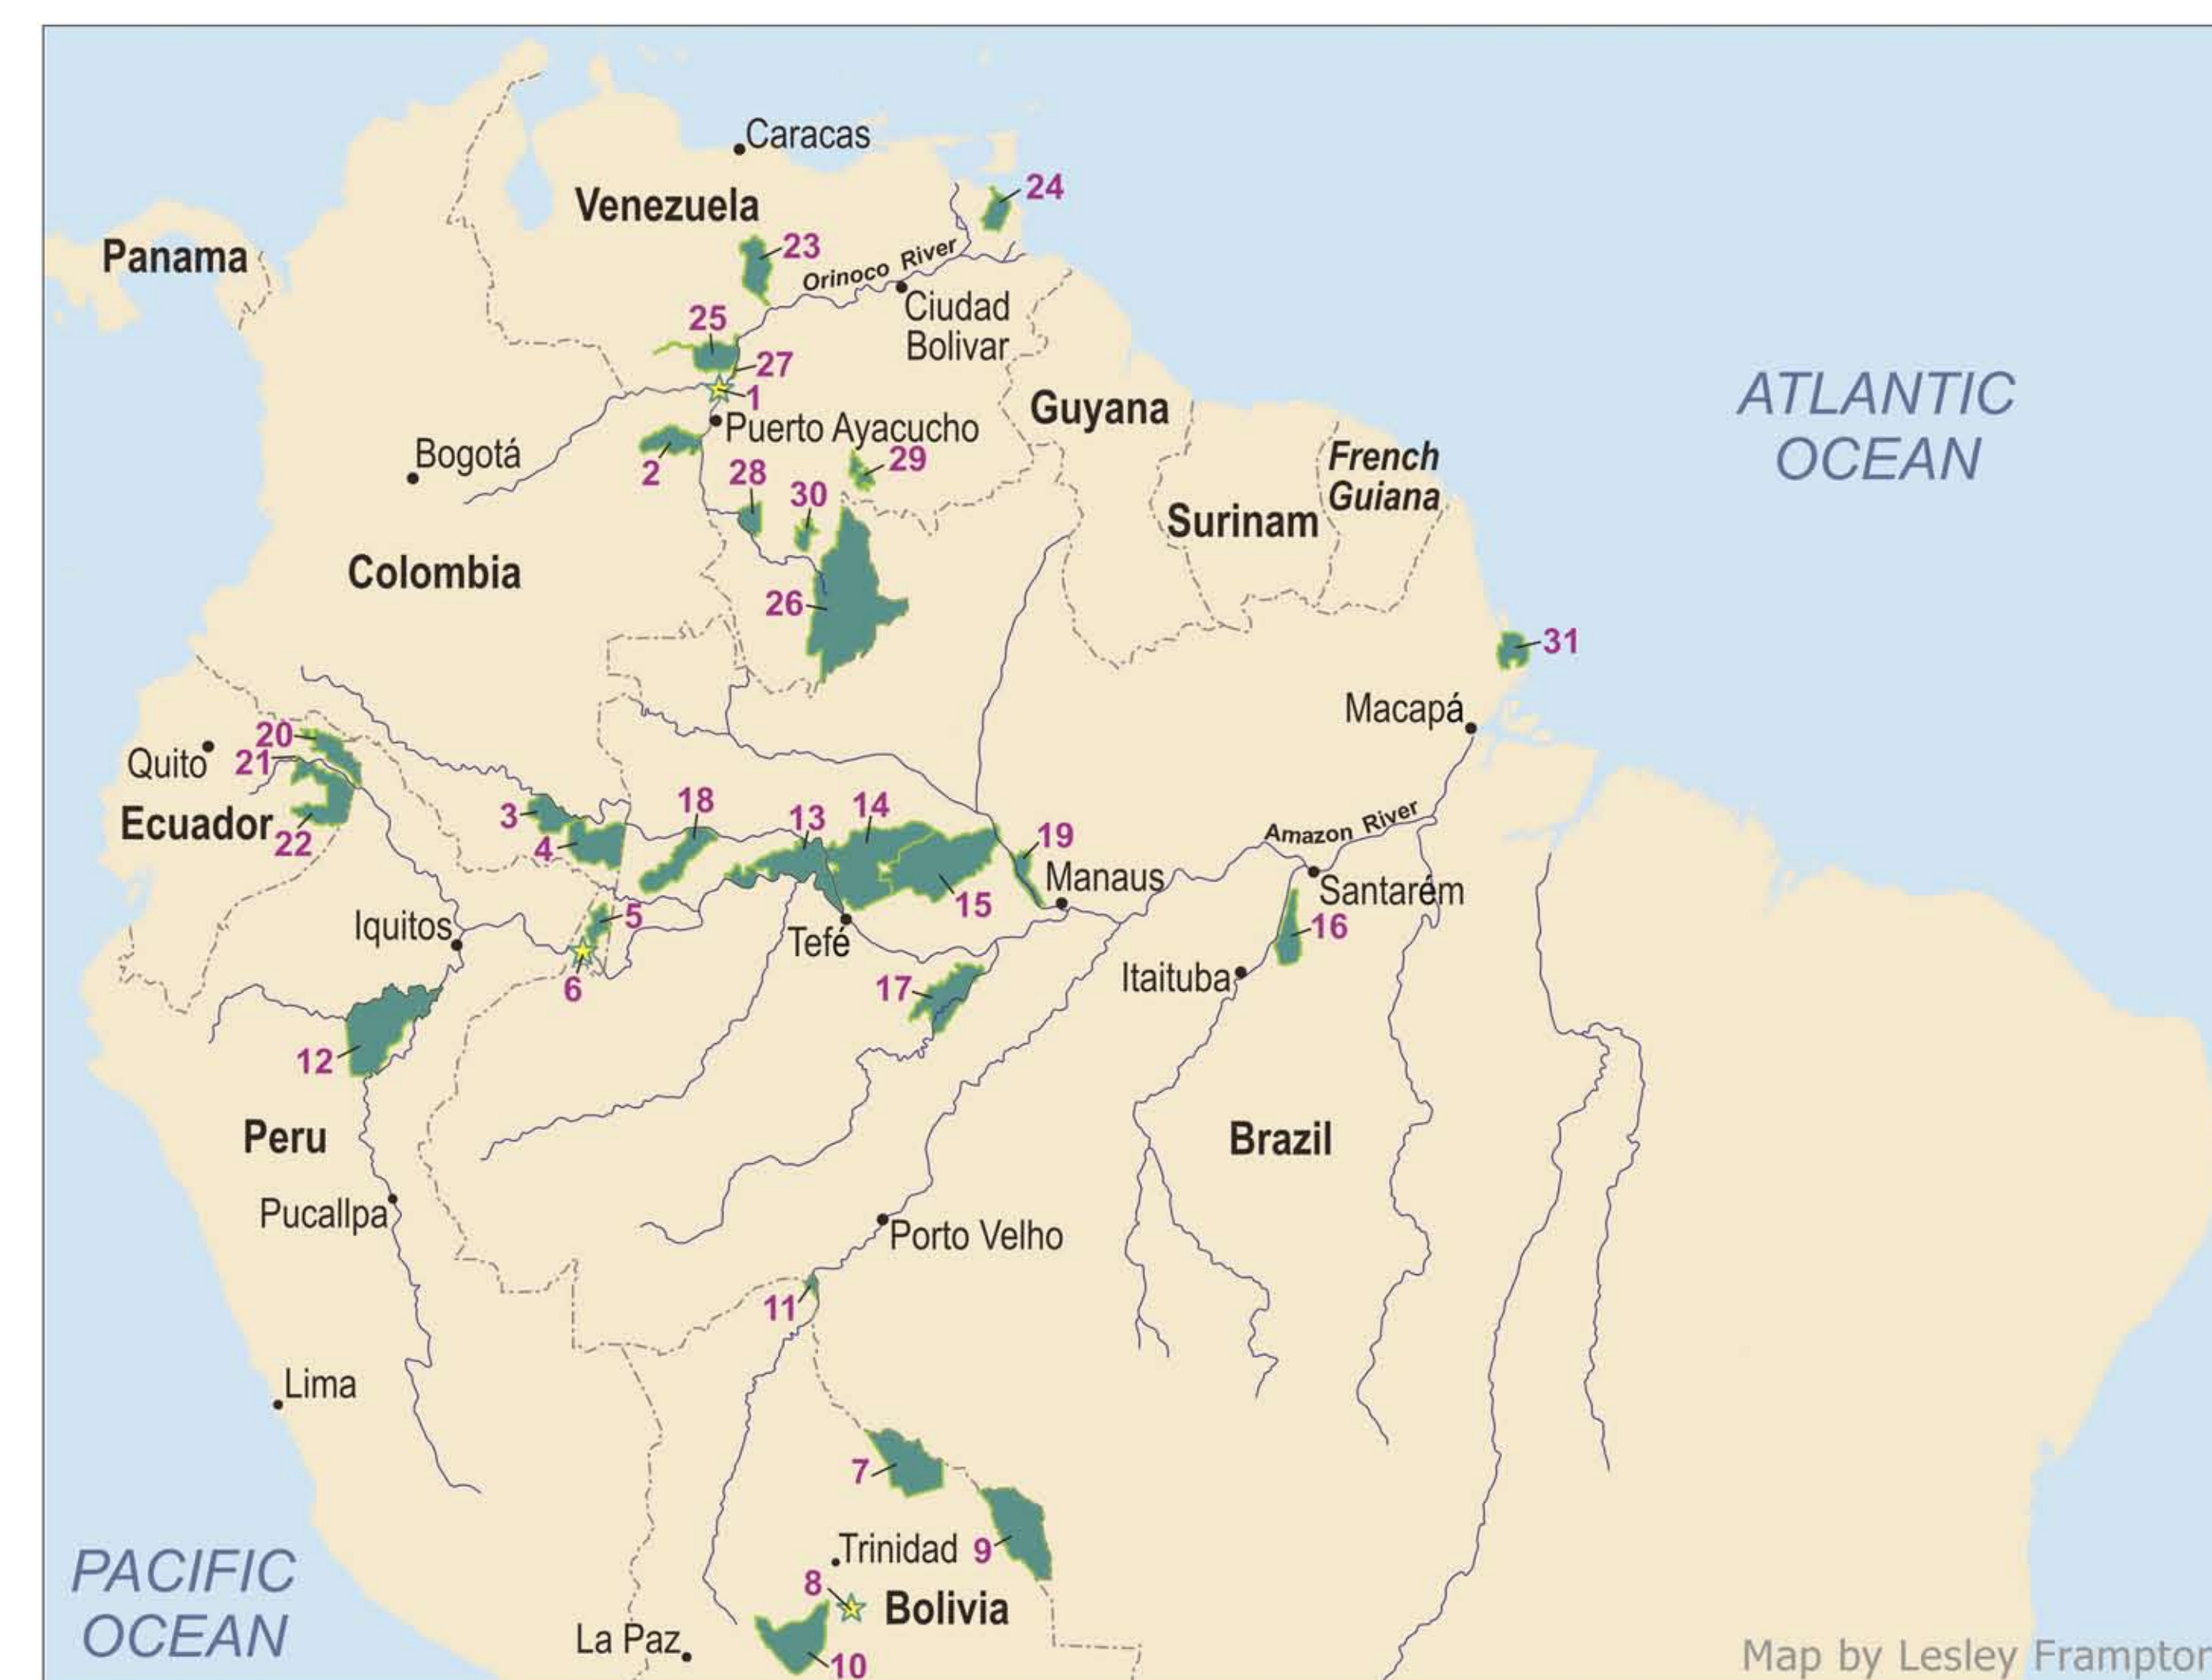 Caracas
Venezuela
24
Panama
23
Orinoco River
Ciudad
Bolivar
25
27
1
Guyana
Puerto Ayacucho
Bogotá
2
28
29
30
French
Guiana
Surinam
ATLANTIC
OCEAN
Colombia
26
31
Macapá
20
Quito
21
Ecuador
22
3
4
18
13
14
19
Manaus
Amazon River
Santarém
15
16
5
Iquitos
Tefé
6
17
Itaituba
12
Peru
Brazil
Pucallpa
Porto Velho
11
Lima
7
9
Trinidad
8
Bolivia
PACIFIC
OCEAN
La Paz
10
Map by Lesley Frampton